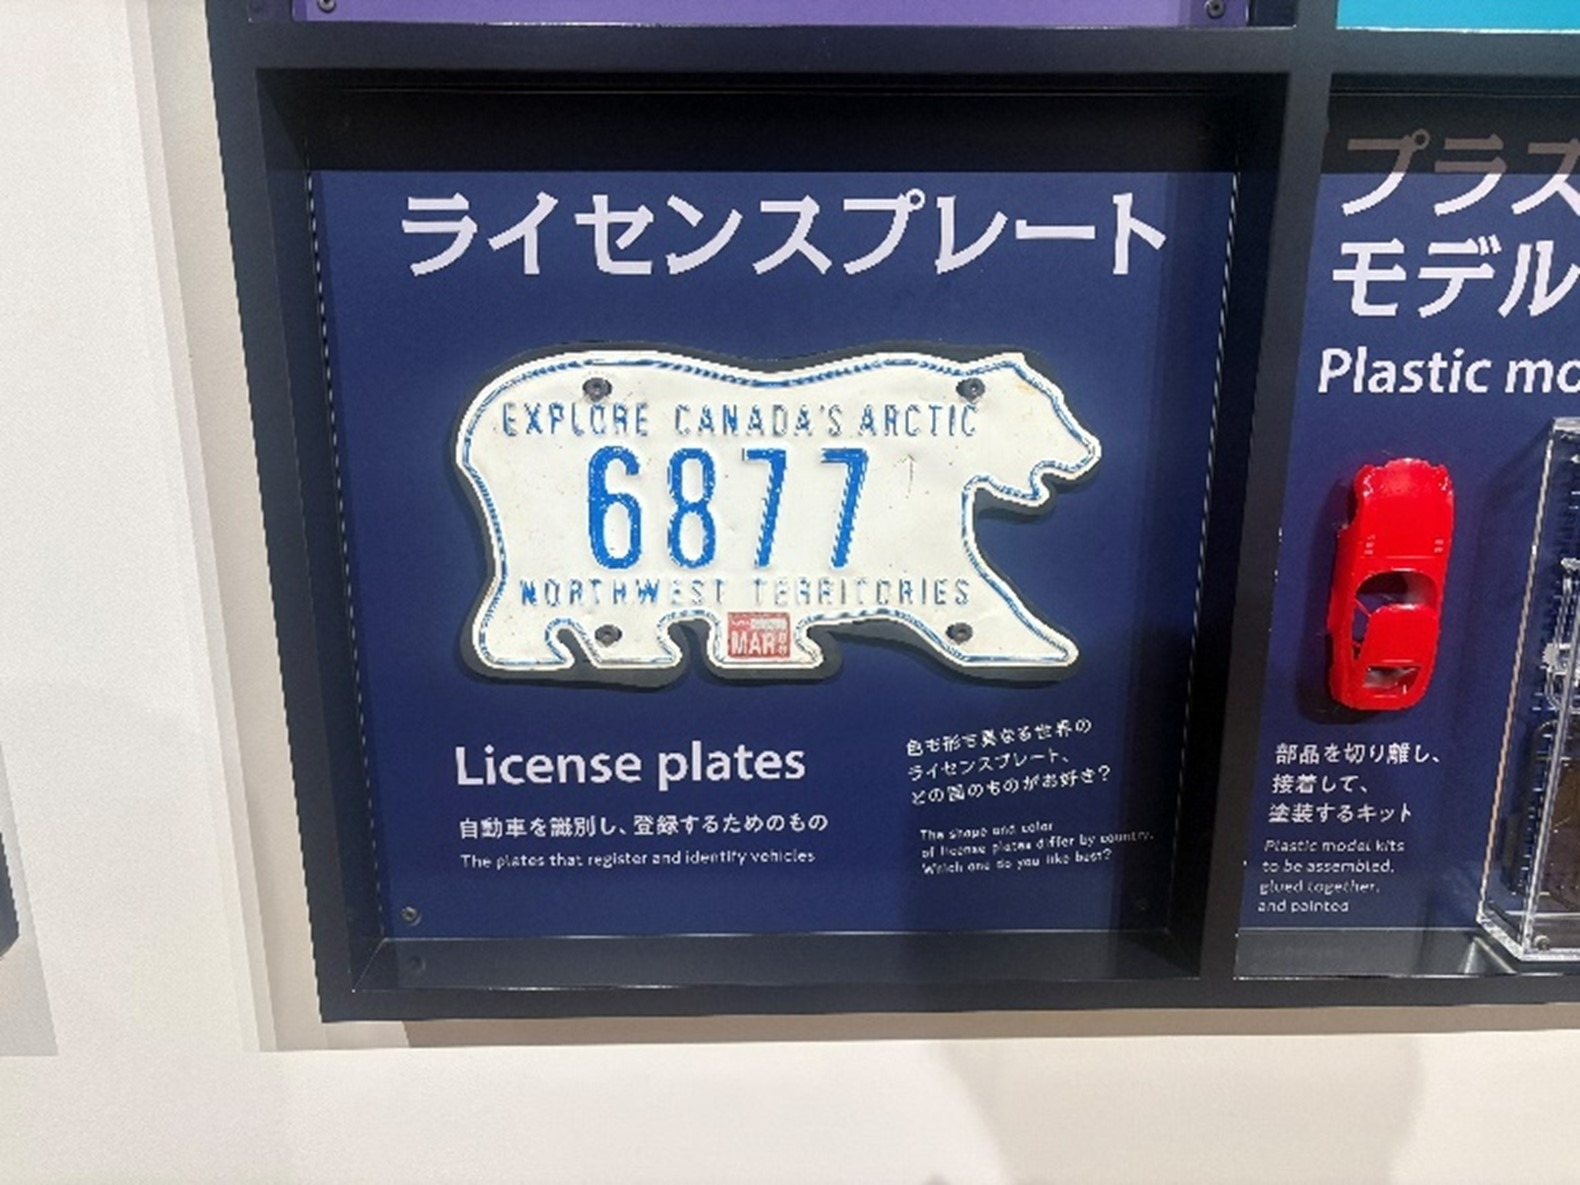 ライセンスプレート
EXPLORE CANADA'S ARCTIC
6877
NORTHWEST TERRITORIES
MAR
License plates
自動車を識別し、登録するためのもの
The plates that register and identify vehicles
色も形も異なる世界の
ライセンスプレート、
どの国のものがお好き?
The shape and color
of license plates differ by country.
Which one do you like best?
プラス
モデル
Plastic mo
部品を切り離し、
接着して、
塗装するキット
Plastic model kits
to be assembled,
glued together,
and painted